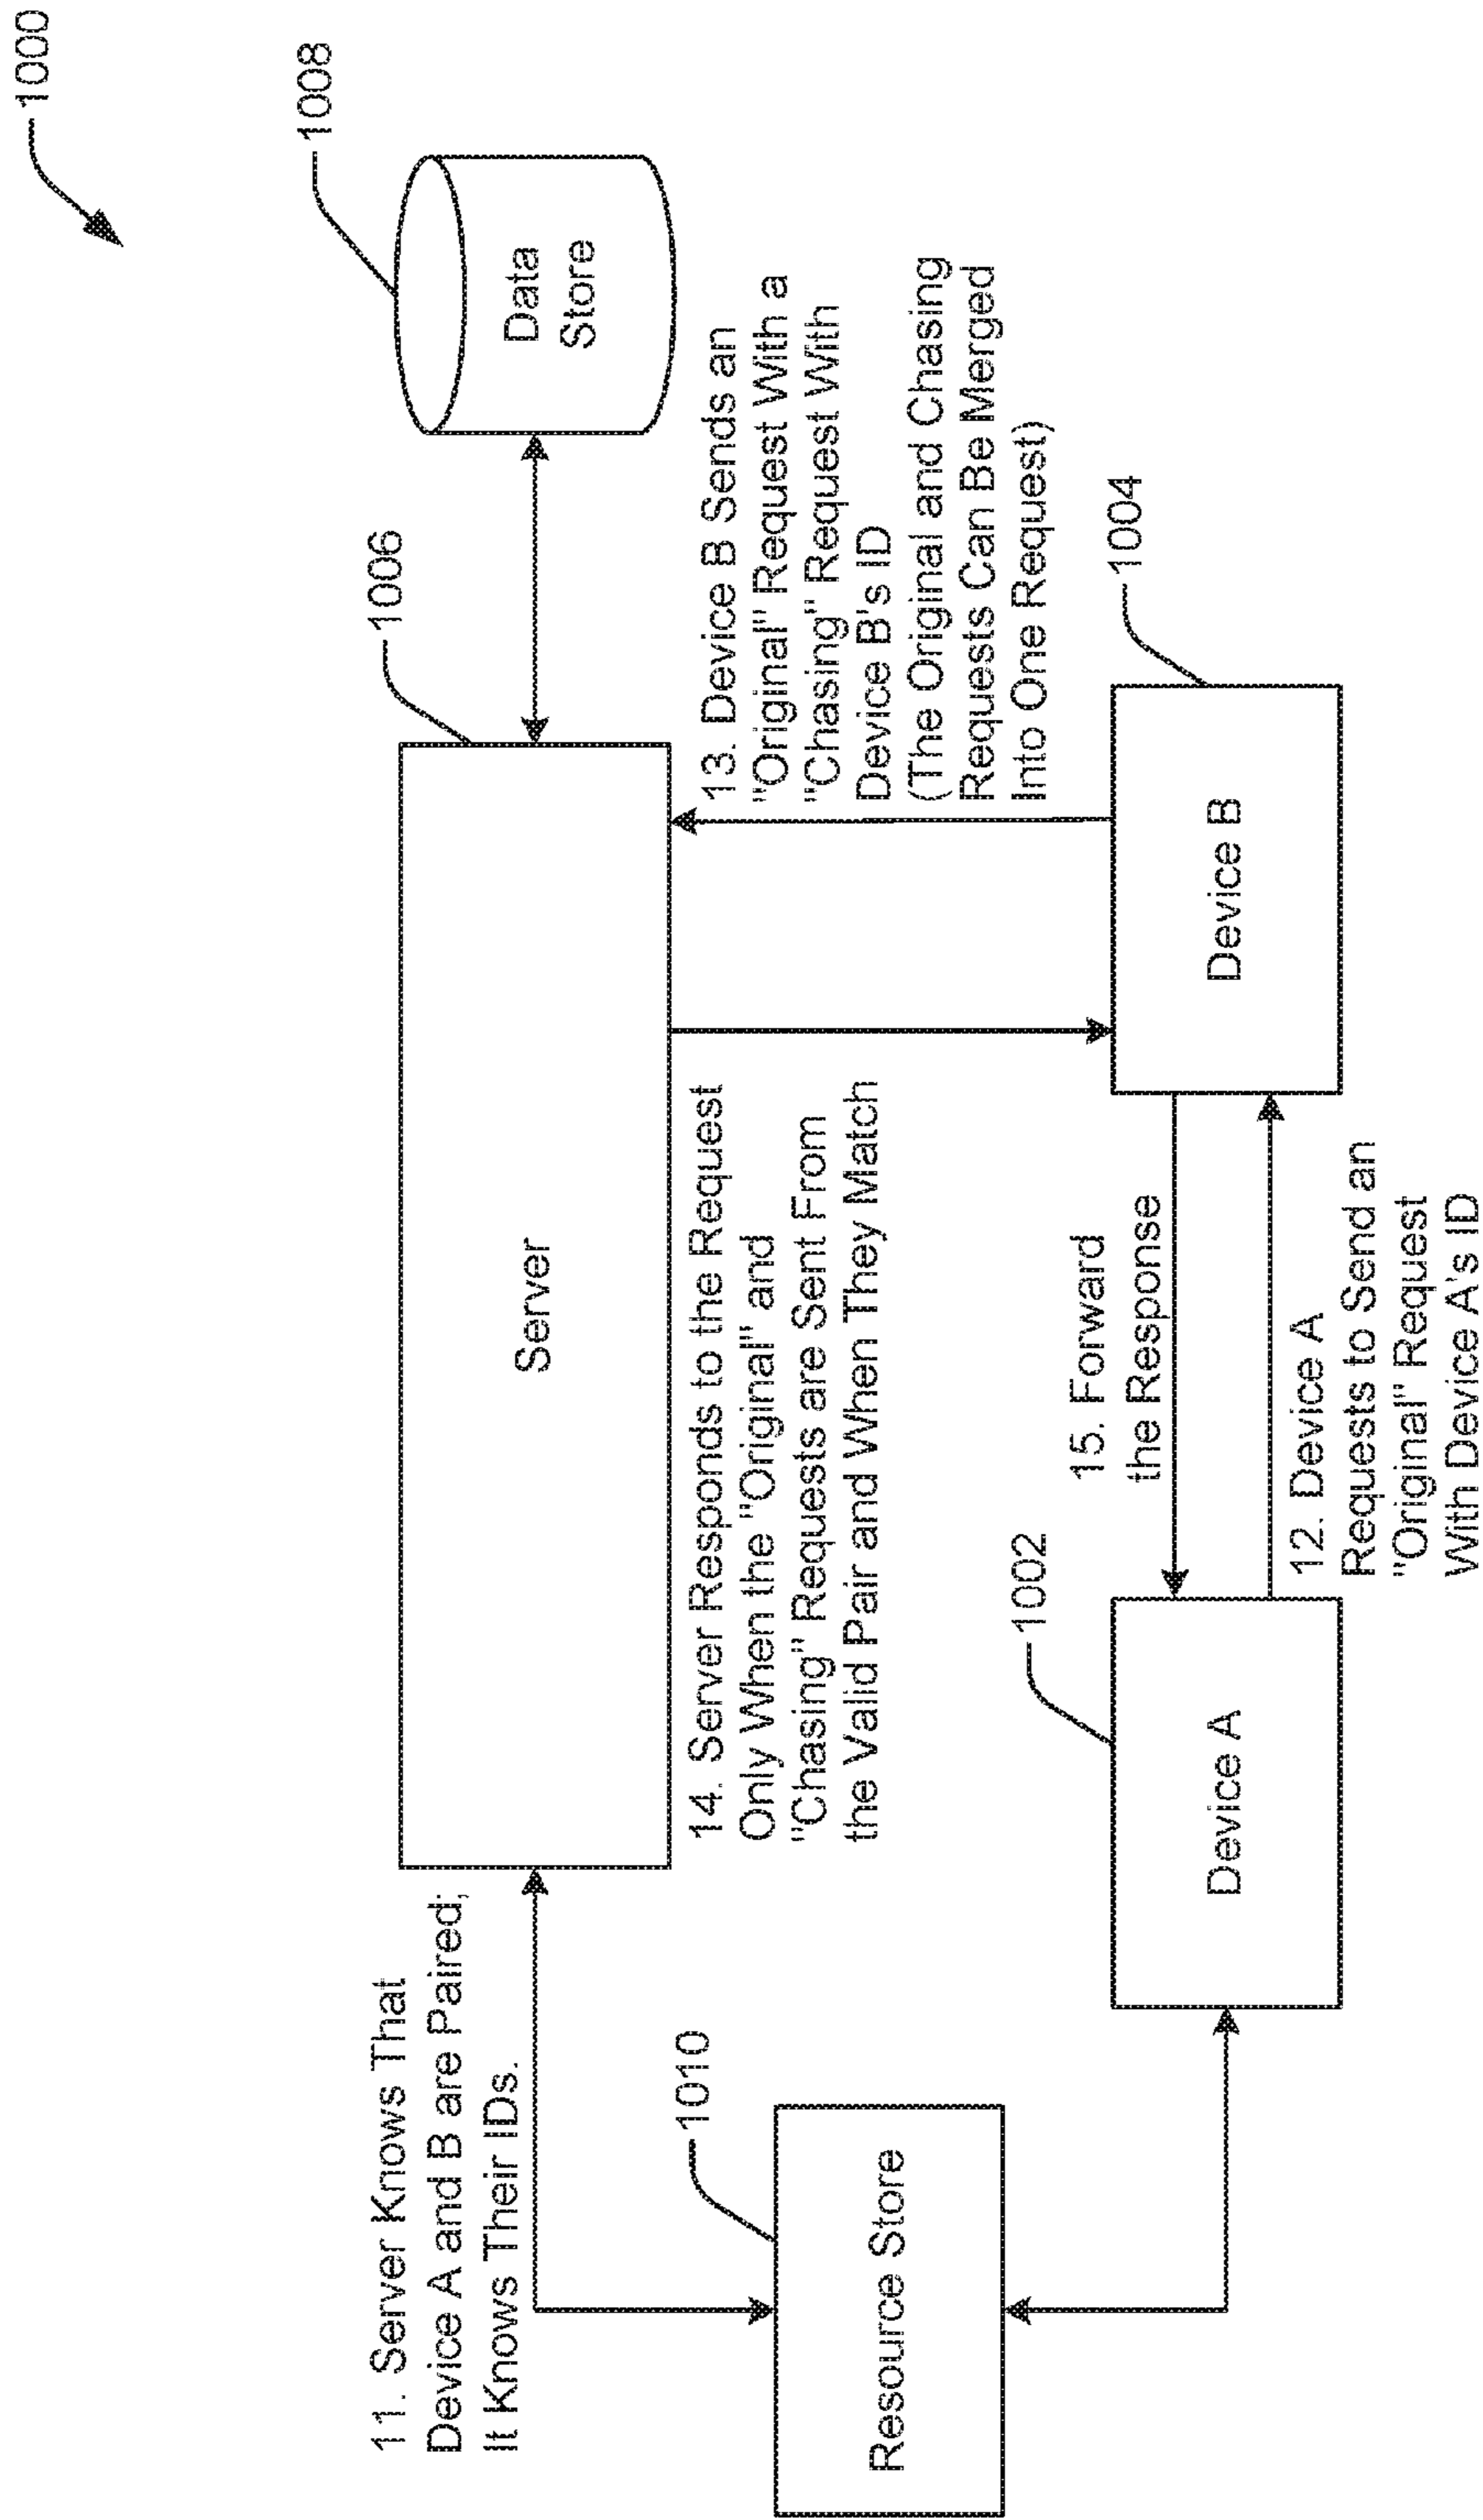 1000
1008
Data
Store
1006
Server
11. Server Knows That
Device A and B are Paired;
It Knows Their IDs.
14. Server Responds to the Request
Only When the "Original" and
"Chasing" Requests are Sent From
the Valid Pair and When They Match
13. Device B Sends an
"Original" Request With a
"Chasing" Request With
Device B's ID
(The Original and Chasing
Requests Can Be Merged
Into One Request)
1010
Resource Store
1002
Device A
15. Forward
the Response
12. Device A
Requests to Send an
"Original" Request
With Device A's ID
1004
Device B